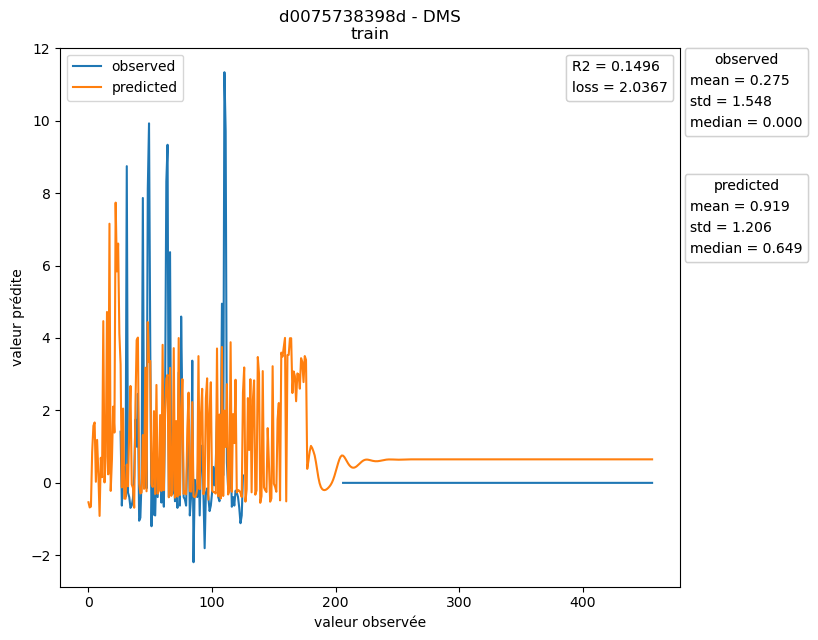 d0075738398d - DMS
train
observed
predicted
R2 = 0.1496
loss = 2.0367
observed
mean = 0.275
std = 1.548
median = 0.000
predicted
mean = 0.919
std = 1.206
median = 0.649
valeur prédite
12
10
8
6
4
2
0
−2
0
100
200
300
400
valeur observée